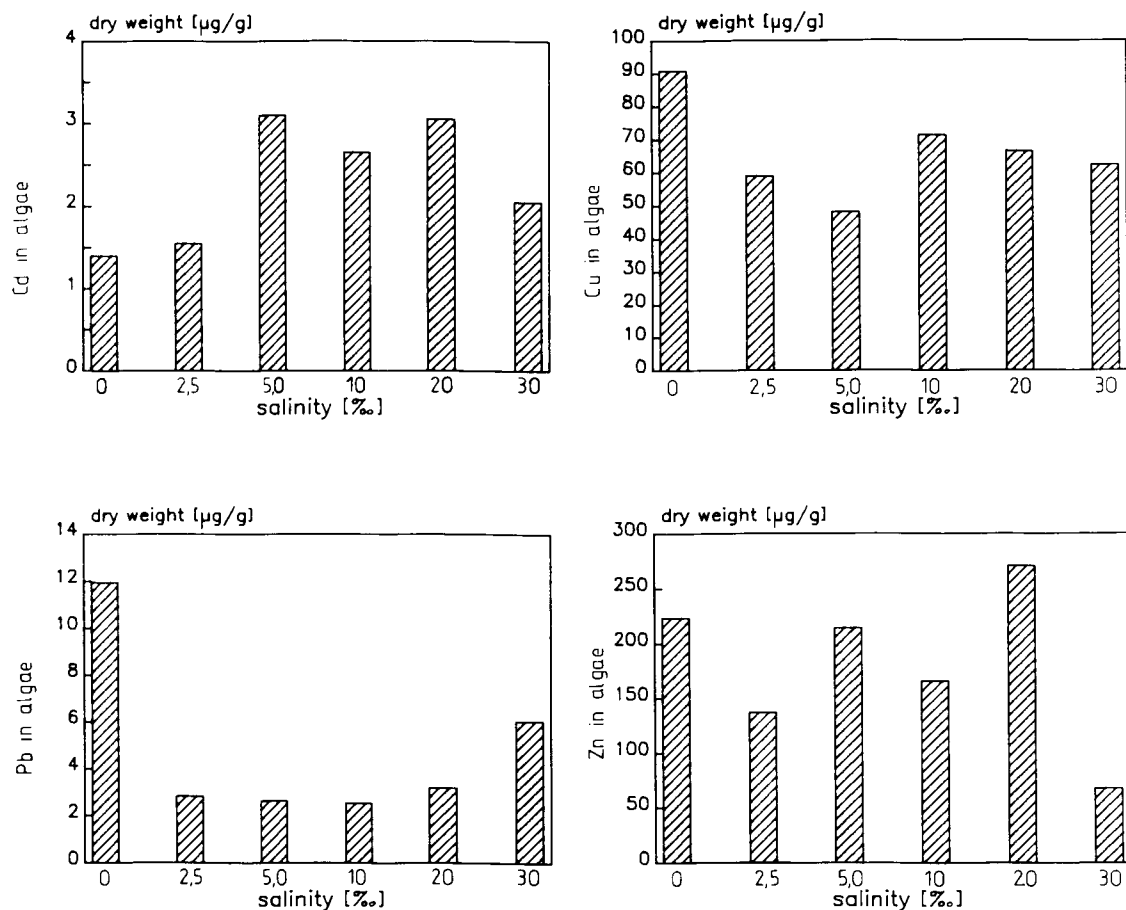 dry weight [µg/g]
4
3
2
1
0
Cd in algae
0 2,5 5,0 10 20 30
salinity [‰]
dry weight [µg/g]
100
90
80
70
60
50
40
30
20
10
0
Cu in algae
0 2,5 5,0 10 20 30
salinity [‰]
dry weight [µg/g]
14
12
10
8
6
4
2
0
Pb in algae
0 2,5 5,0 10 20 30
salinity [‰]
dry weight [µg/g]
300
250
200
150
100
50
0
Zn in algae
0 2,5 5,0 10 20 30
salinity [‰]